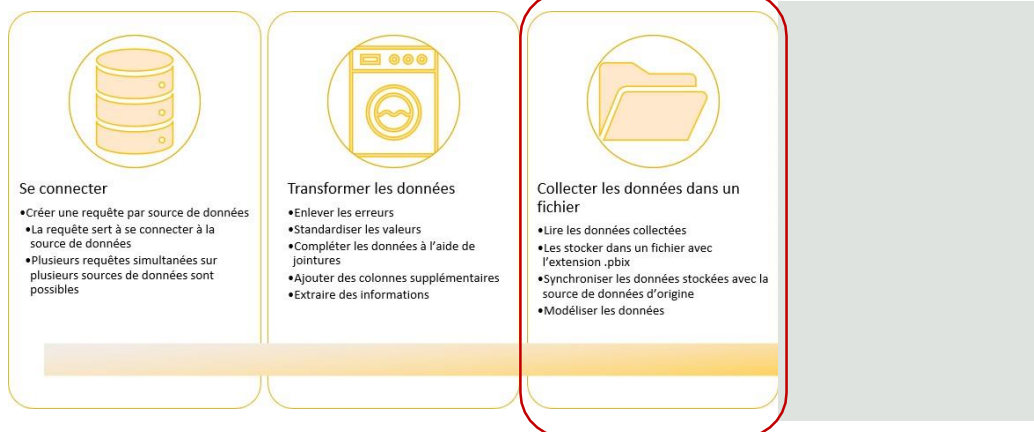 Se connecter
•Créer une requête par source de données
•La requête sert à se connecter à la
source de données
•Plusieurs requêtes simultanées sur
plusieurs sources de données sont
possibles
Transformer les données
•Enlever les erreurs
•Standardiser les valeurs
•Compléter les données à l'aide de
jointures
•Ajouter des colonnes supplémentaires
•Extraire des informations
Collecter les données dans un
fichier
•Lire les données collectées
•Les stocker dans un fichier avec
l'extension .pbix
•Synchroniser les données stockées avec la
source de données d'origine
•Modéliser les données